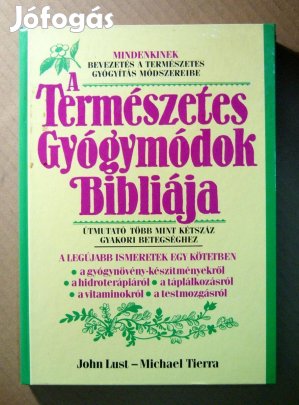 Jófogás
MINDENKINEK
BEVEZETÉS A TERMÉSZETES
GYÓGYÍTÁS MÓDSZEREIBE
A
Természetes
Gyógymódok
Bibliája
ÚTMUTATÓ TÖBB MINT KÉTSZÁZ
GYAKORI BETEGSÉGHEZ
A LEGÚJABB ISMERETEK EGY KÖTETBEN
• a gyógynövény-készítményekről
• a hidroterápiáról • a táplálkozásról
• a vitaminokról • a testmozgásról
John Lust – Michael Tierra
Jófogás